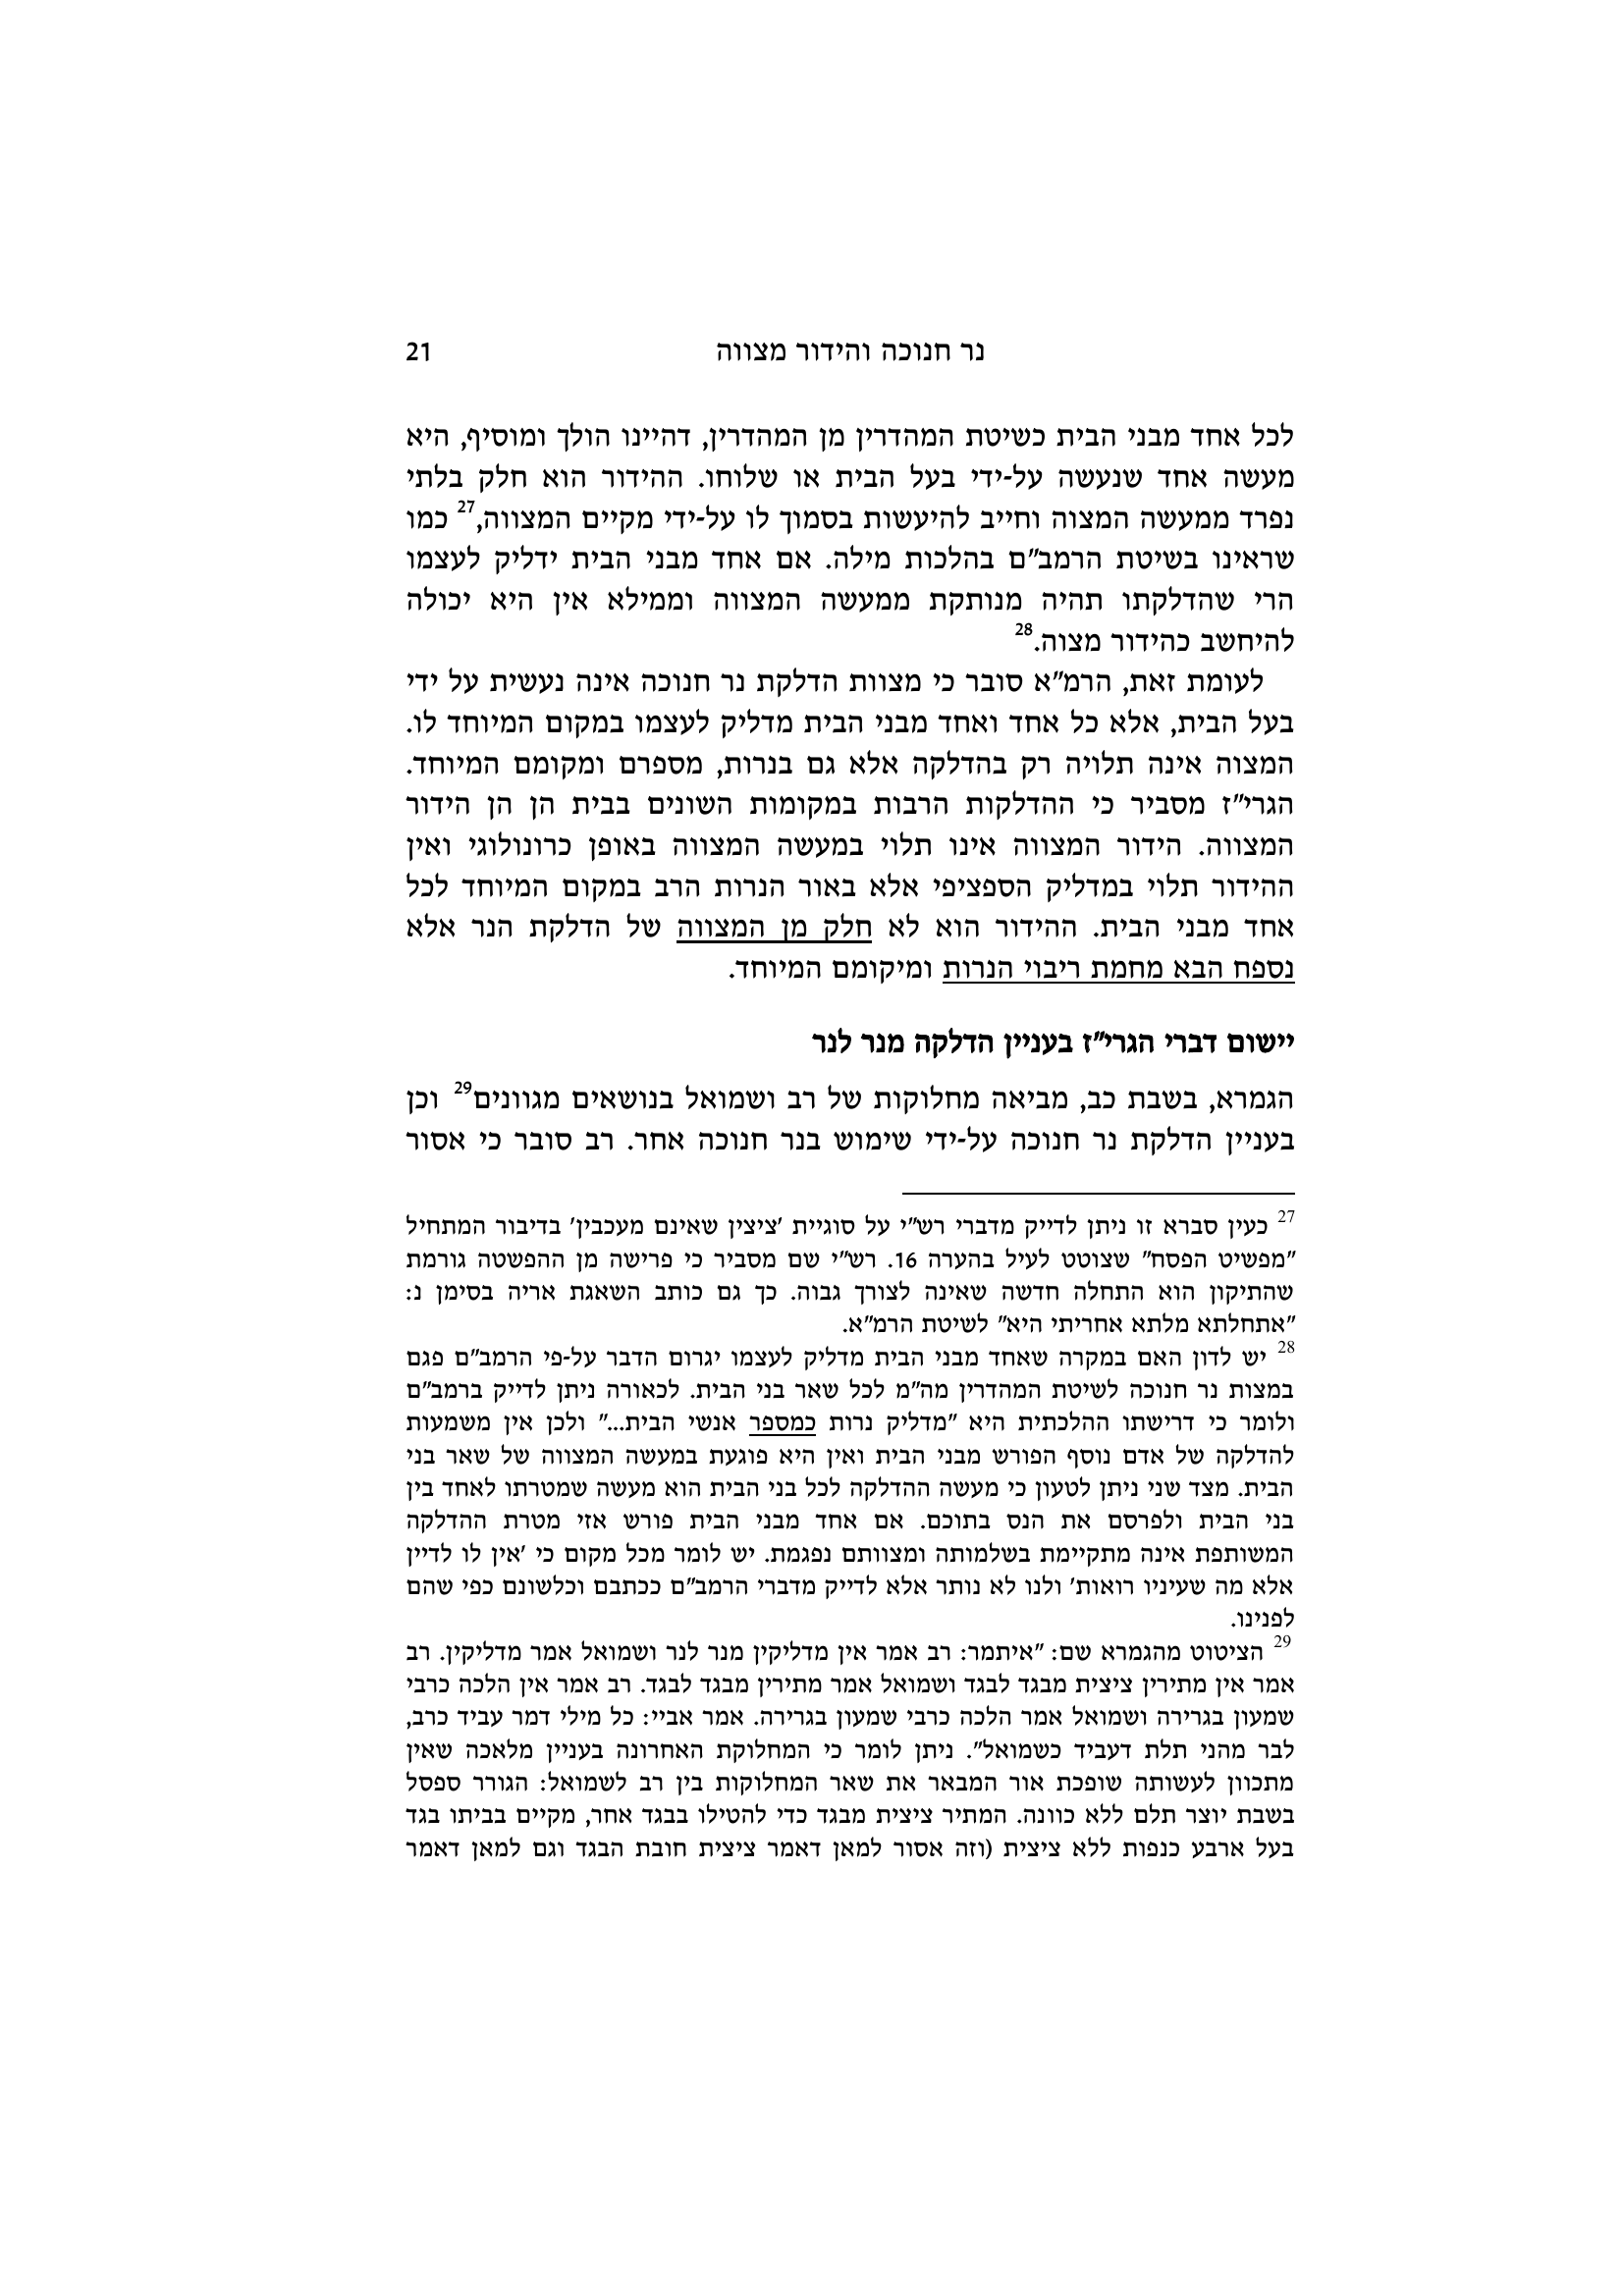 נר חנוכה והידור מצווה 21
לכל אחד מבני הבית כשיטת המהדרין מן המהדרין, דהיינו הולך ומוסיף, היא
מעשה אחד שנעשה על-ידי בעל הבית או שלוחו. ההידור הוא חלק בלתי
נפרד ממעשה המצוה וחייב להיעשות בסמוך לו על-ידי מקיים המצווה,27 כמו
שראינו בשיטת הרמב"ם בהלכות מילה. אם אחד מבני הבית ידליק לעצמו
הרי שהדלקתו תהיה מנותקת ממעשה המצווה וממילא אין היא יכולה
להיחשב כהידור מצוה.28
לעומת זאת, הרמ"א סובר כי מצוות הדלקת נר חנוכה אינה נעשית על ידי
בעל הבית, אלא כל אחד ואחד מבני הבית מדליק לעצמו במקום המיוחד לו.
המצוה אינה תלויה רק בהדלקה אלא גם בנרות, מספרם ומקומם המיוחד.
הגרי"ז מסביר כי ההדלקות הרבות במקומות השונים בבית הן הן הידור
המצווה. הידור המצווה אינו תלוי במעשה המצווה באופן כרונולוגי ואין
ההידור תלוי במדליק הספציפי אלא באור הנרות הרב במקום המיוחד לכל
אחד מבני הבית. ההידור הוא לא חלק מן המצווה של הדלקת הנר אלא
נספח הבא מחמת ריבוי הנרות ומיקומם המיוחד.
יישום דברי הגרי"ז בעניין הדלקה מנר לנר
הגמרא, בשבת כב, מביאה מחלוקות של רב ושמואל בנושאים מגוונים29 וכן
בעניין הדלקת נר חנוכה על-ידי שימוש בנר חנוכה אחר. רב סובר כי אסור
27 כעין סברא זו ניתן לדייק מדברי רש"י על סוגיית 'ציצין שאינם מעכבין' בדיבור המתחיל
"מפשיט הפסח" שצוטט לעיל בהערה 16. רש"י שם מסביר כי פרישה מן ההפשטה גורמת
שהתיקון הוא התחלה חדשה שאינה לצורך גבוה. כך גם כותב השאגת אריה בסימן נ:
"אתחלתא מלתא אחריתי היא" לשיטת הרמ"א.
28 יש לדון האם במקרה שאחד מבני הבית מדליק לעצמו יגרום הדבר על-פי הרמב"ם פגם
במצות נר חנוכה לשיטת המהדרין מה"מ לכל שאר בני הבית. לכאורה ניתן לדייק ברמב"ם
ולומר כי דרישתו ההלכתית היא "מדליק נרות כמספר אנשי הבית..." ולכן אין משמעות
להדלקה של אדם נוסף הפורש מבני הבית ואין היא פוגעת במעשה המצווה של שאר בני
הבית. מצד שני ניתן לטעון כי מעשה ההדלקה לכל בני הבית הוא מעשה שמטרתו לאחד בין
בני הבית ולפרסם את הנס בתוכם. אם אחד מבני הבית פורש אזי מטרת ההדלקה
המשותפת אינה מתקיימת בשלמותה ומצוותם נפגמת. יש לומר מכל מקום כי 'אין לו לדיין
אלא מה שעיניו רואות' ולנו לא נותר אלא לדייק מדברי הרמב"ם ככתבם וכלשונם כפי שהם
לפנינו.
29 הציטוט מהגמרא שם: "איתמר: רב אמר אין מדליקין מנר לנר ושמואל אמר מדליקין. רב
אמר אין מתירין ציצית מבגד לבגד ושמואל אמר מתירין מבגד לבגד. רב אמר אין הלכה כרבי
שמעון בגרירה ושמואל אמר הלכה כרבי שמעון בגרירה. אמר אביי: כל מילי דמר עביד כרב,
לבר מהני תלת דעביד כשמואל". ניתן לומר כי המחלוקת האחרונה בעניין מלאכה שאין
מתכוון לעשותה שופכת אור המבאר את שאר המחלוקות בין רב לשמואל: הגורר ספסל
בשבת יוצר תלם ללא כוונה. המתיר ציצית מבגד כדי להטילו בבגד אחר, מקיים בביתו בגד
בעל ארבע כנפות ללא ציצית (וזה אסור למאן דאמר ציצית חובת הבגד וגם למאן דאמר